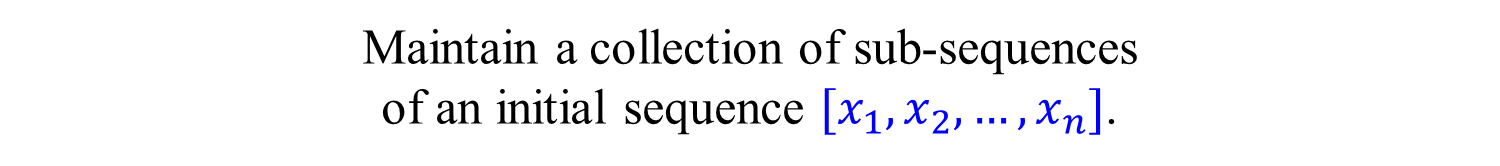 Maintain a collection of sub-sequences
of an initial sequence [x₁, x₂, … , xₙ].